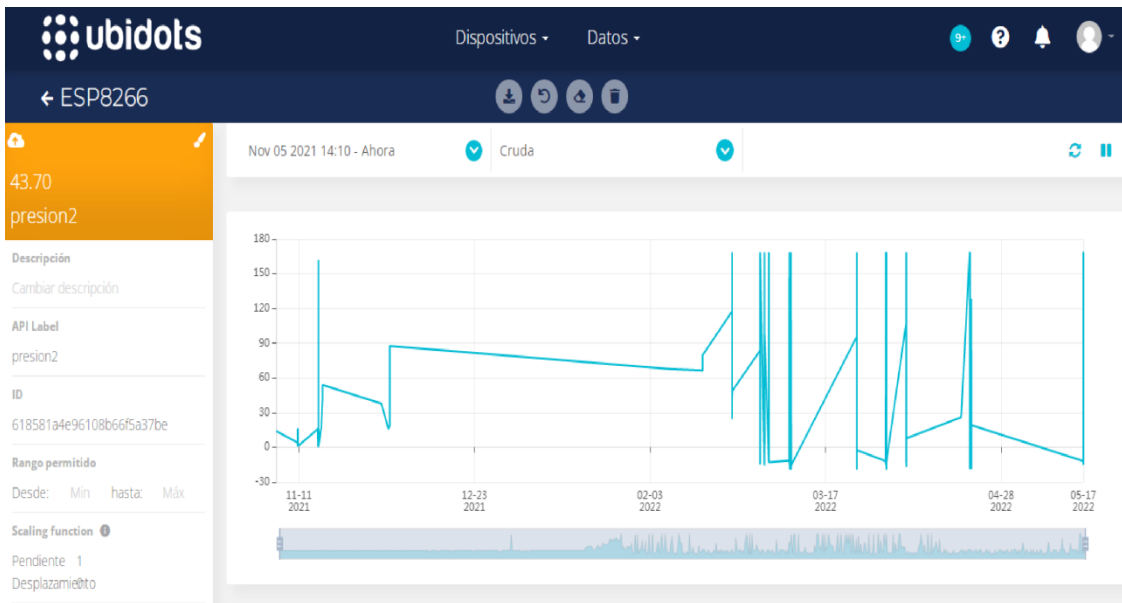 ubidots
Dispositivos
Datos
9+
?
ESP8266
Nov 05 2021 14:10 - Ahora
Cruda
43.70
presion2
Descripción
Cambiar descripción
API Label
presion2
ID
618581a4e96108b66f5a37be
Rango permitido
Desde: Min hasta: Máx
Scaling function
Pendiente 1
Desplazamiento
180
150
120
90
60
30
0
-30
11-11 12-23 02-03 03-17 04-28 05-17
2021 2021 2022 2022 2022 2022